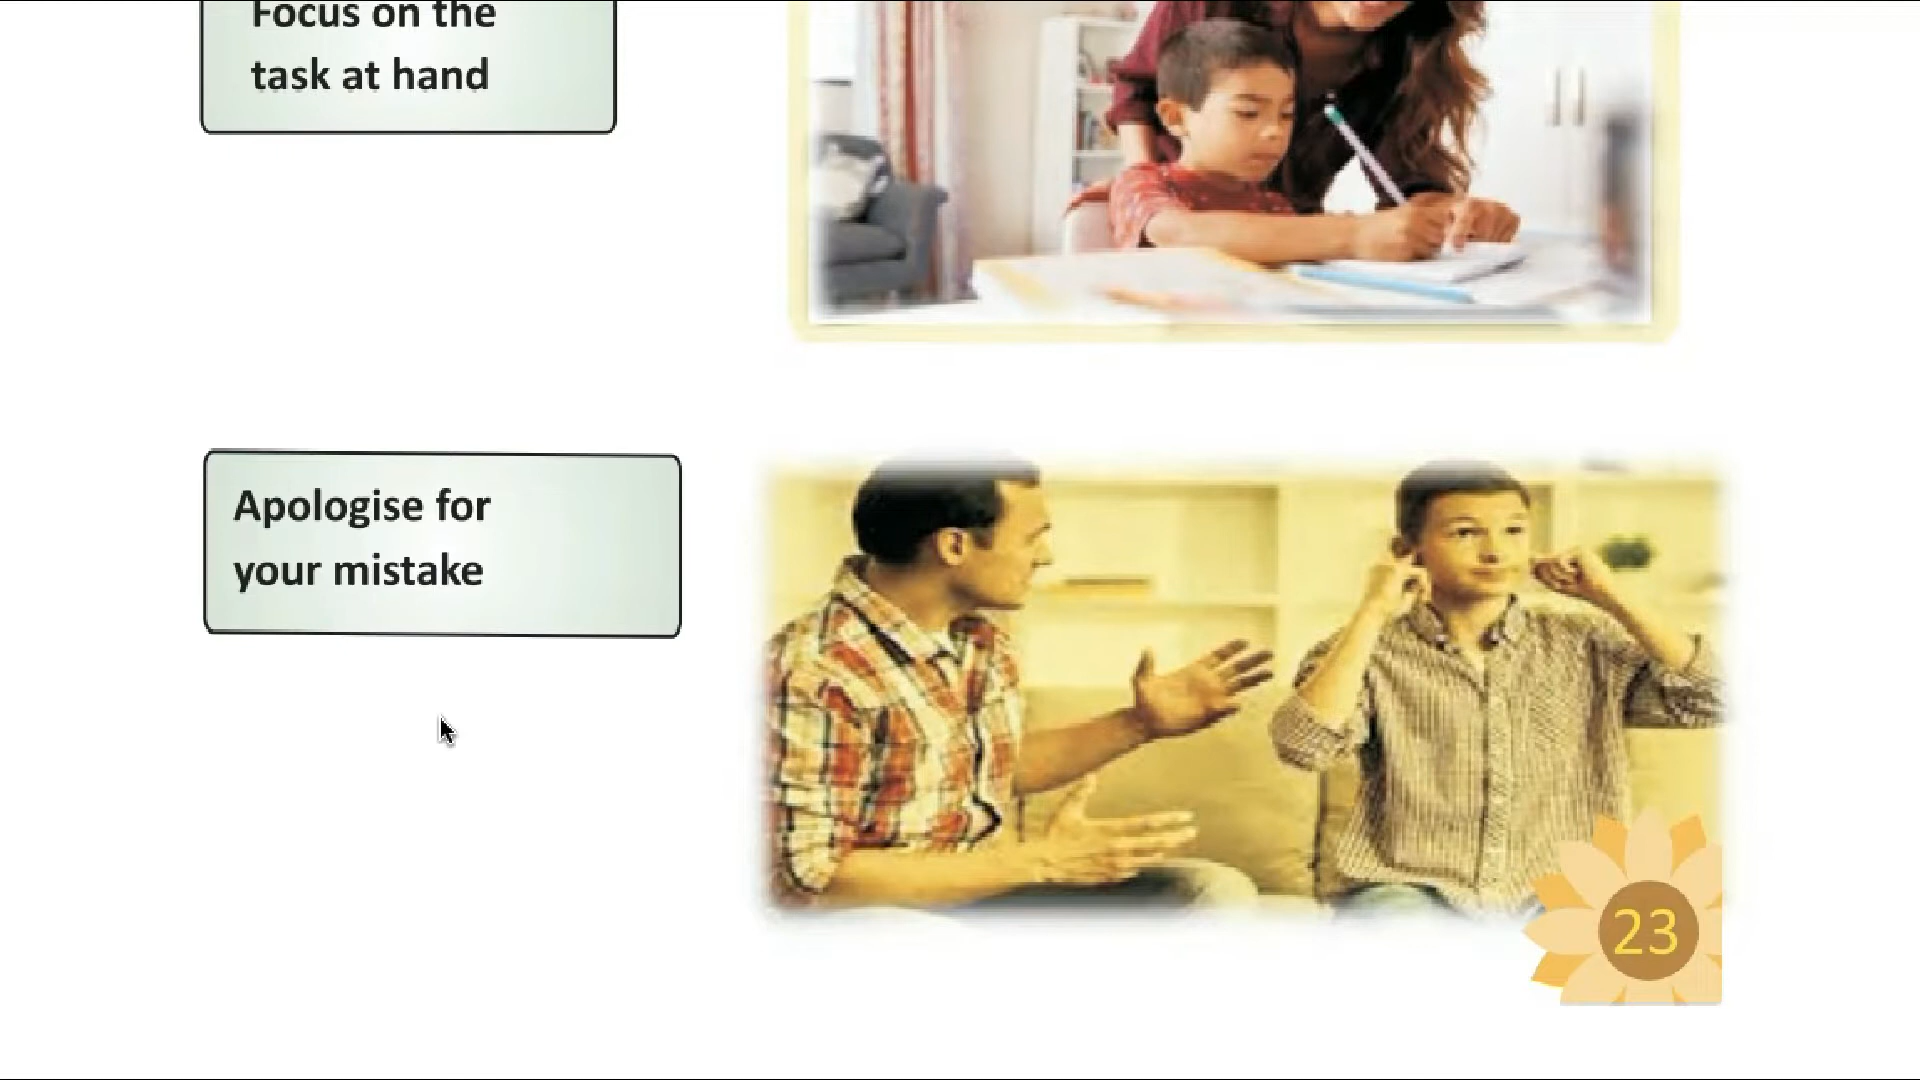 Focus on the
task at hand
Apologise for
your mistake
23